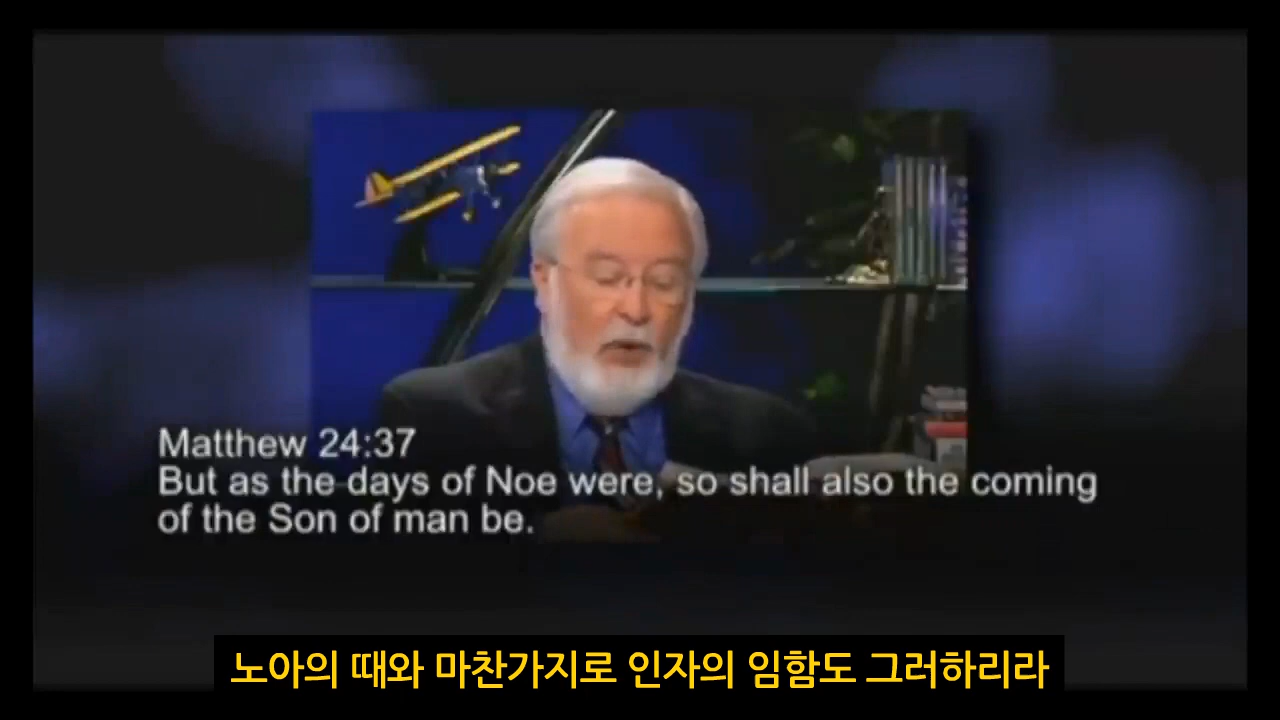 Matthew 24:37
But as the days of Noe were, so shall also the coming
of the Son of man be.
노아의 때와 마찬가지로 인자의 임함도 그러하리라